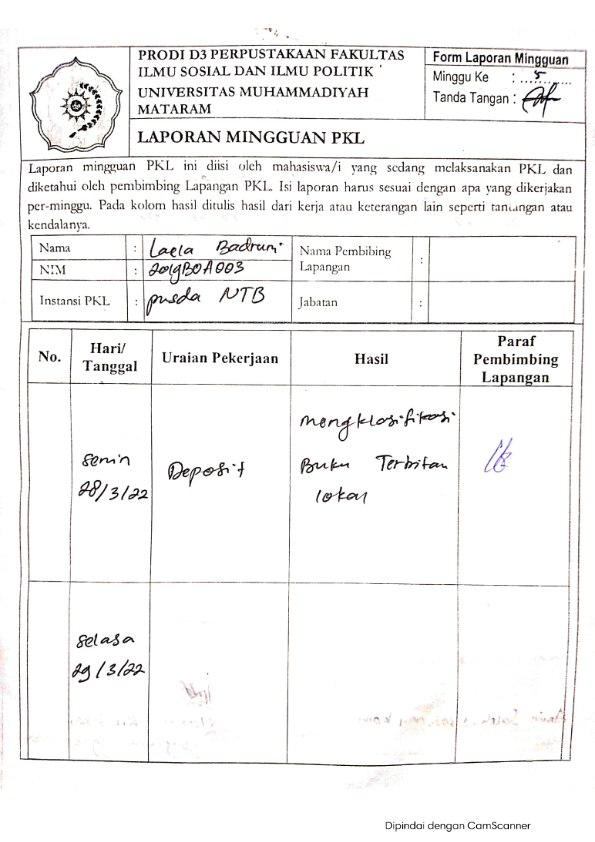 PRODI D3 PERPUSTAKAAN FAKULTAS
ILMU SOSIAL DAN ILMU POLITIK
UNIVERSITAS MUHAMMADIYAH
MATARAM
LAPORAN MINGGUAN PKL
Form Laporan Mingguan
Minggu Ke : 5
Tanda Tangan :
Laporan mingguan PKL ini diisi oleh mahasiswa/i yang sedang melaksanakan PKL dan
diketahui oleh pembimbing Lapangan PKL. Isi laporan harus sesuai dengan apa yang dikerjakan
per-minggu. Pada kolom hasil ditulis hasil dari kerja atau keterangan lain seperti tantangan atau
kendalanya.
Nama : Laela Badruni
NIM : 2019B0A003
Instansi PKL : pusda NTB
Nama Pembibing
Lapangan :
Jabatan :
No. Hari/ Tanggal Uraian Pekerjaan Hasil Paraf Pembimbing Lapangan
senin
28/3/22
Deposit
mengklasifikasi
Buku Terbitan
lokal
selasa
29/3/22
Dipindai dengan CamScanner